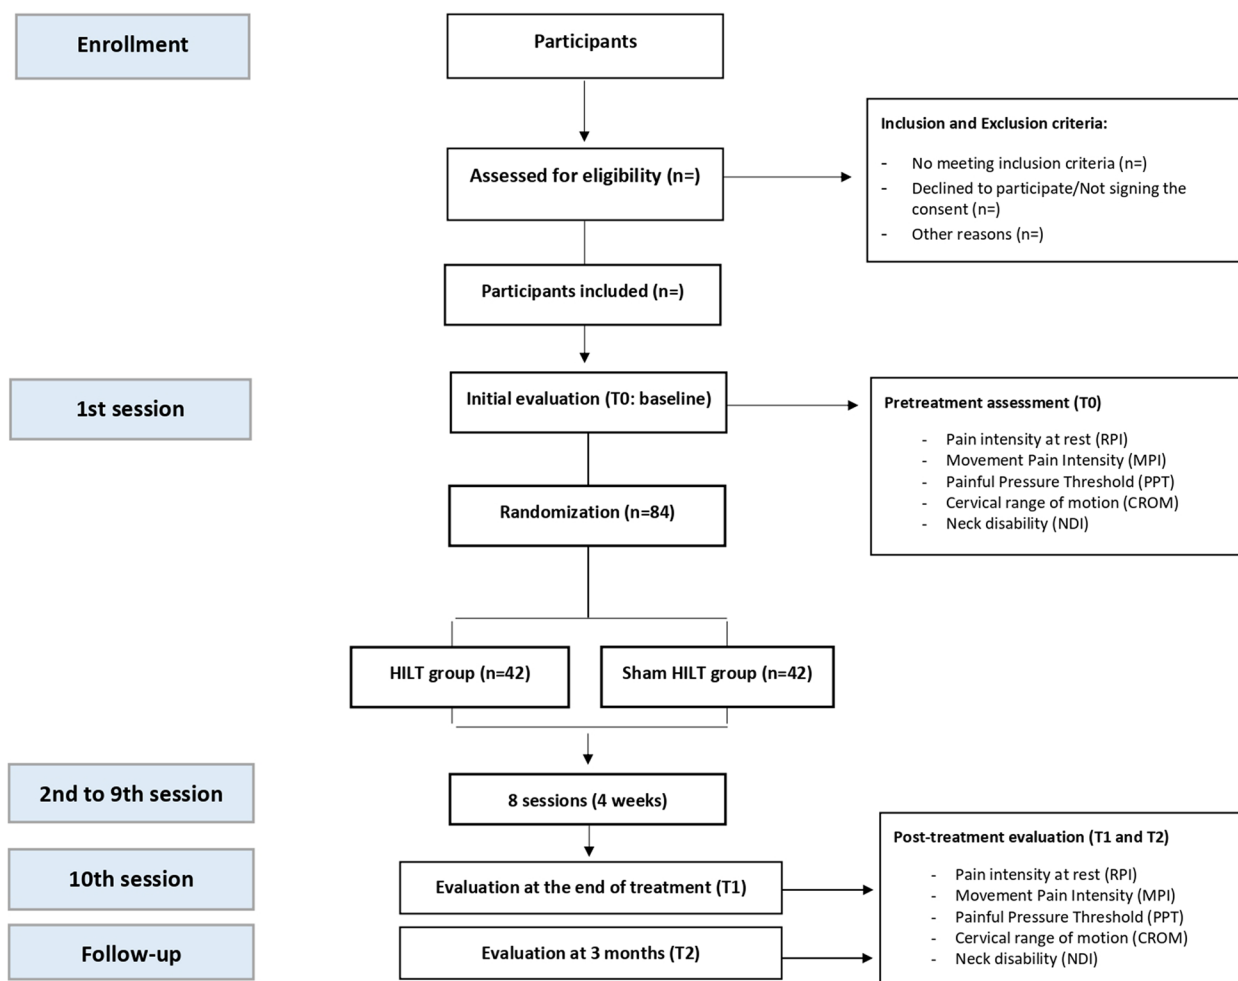 Enrollment
Participants
Inclusion and Exclusion criteria:
- No meeting inclusion criteria (n=)
- Declined to participate/Not signing the
consent (n=)
- Other reasons (n=)
Assessed for eligibility (n=)
Participants included (n=)
1st session
Initial evaluation (T0: baseline)
Pretreatment assessment (T0)
- Pain intensity at rest (RPI)
- Movement Pain Intensity (MPI)
- Painful Pressure Threshold (PPT)
- Cervical range of motion (CROM)
- Neck disability (NDI)
Randomization (n=84)
HILT group (n=42)
Sham HILT group (n=42)
2nd to 9th session
8 sessions (4 weeks)
10th session
Evaluation at the end of treatment (T1)
Post-treatment evaluation (T1 and T2)
- Pain intensity at rest (RPI)
- Movement Pain Intensity (MPI)
- Painful Pressure Threshold (PPT)
- Cervical range of motion (CROM)
- Neck disability (NDI)
Follow-up
Evaluation at 3 months (T2)